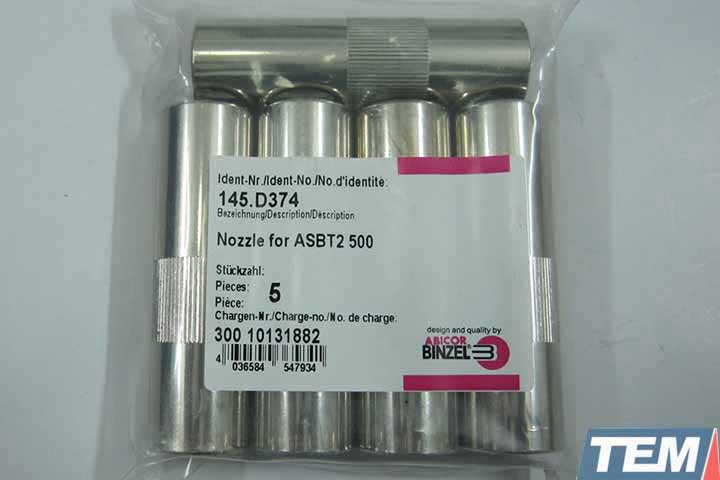 Ident-Nr./Ident-No./No.d'identité:
145.D374
Bezeichnung/Description/Déscription
Nozzle for ASBT2 500
Stückzahl:
Pieces: 5
Pièce:
Chargen-Nr./Charge-no./No. de charge:
300 10131882
4 036584 547934
design and quality by
ABICOR
BINZEL®
TEM